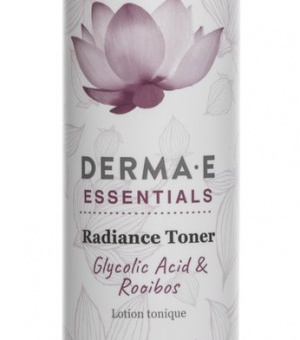 DERMA·E
ESSENTIALS
Radiance Toner
Glycolic Acid &
Rooibos
Lotion tonique